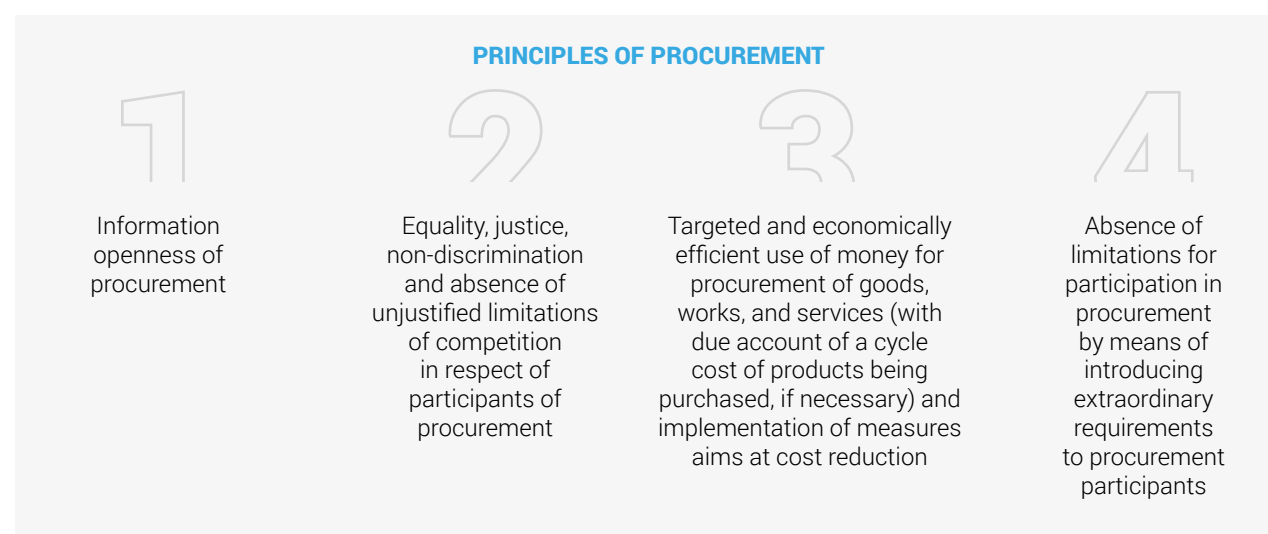 PRINCIPLES OF PROCUREMENT
1
Information
openness of
procurement
2
Equality, justice,
non-discrimination
and absence of
unjustified limitations
of competition
in respect of
participants of
procurement
3
Targeted and economically
efficient use of money for
procurement of goods,
works, and services (with
due account of a cycle
cost of products being
purchased, if necessary) and
implementation of measures
aims at cost reduction
4
Absence of
limitations for
participation in
procurement
by means of
introducing
extraordinary
requirements
to procurement
participants